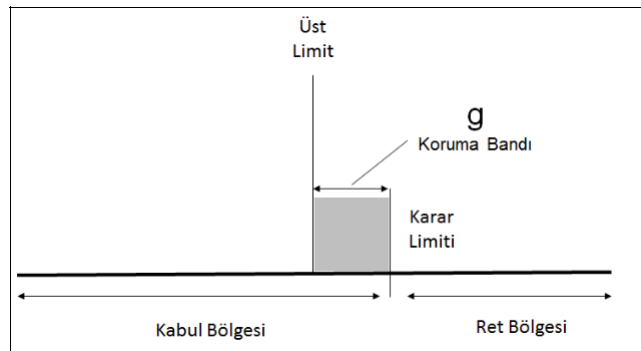 Üst
Limit
g
Koruma Bandı
Karar
Limiti
Kabul Bölgesi
Ret Bölgesi